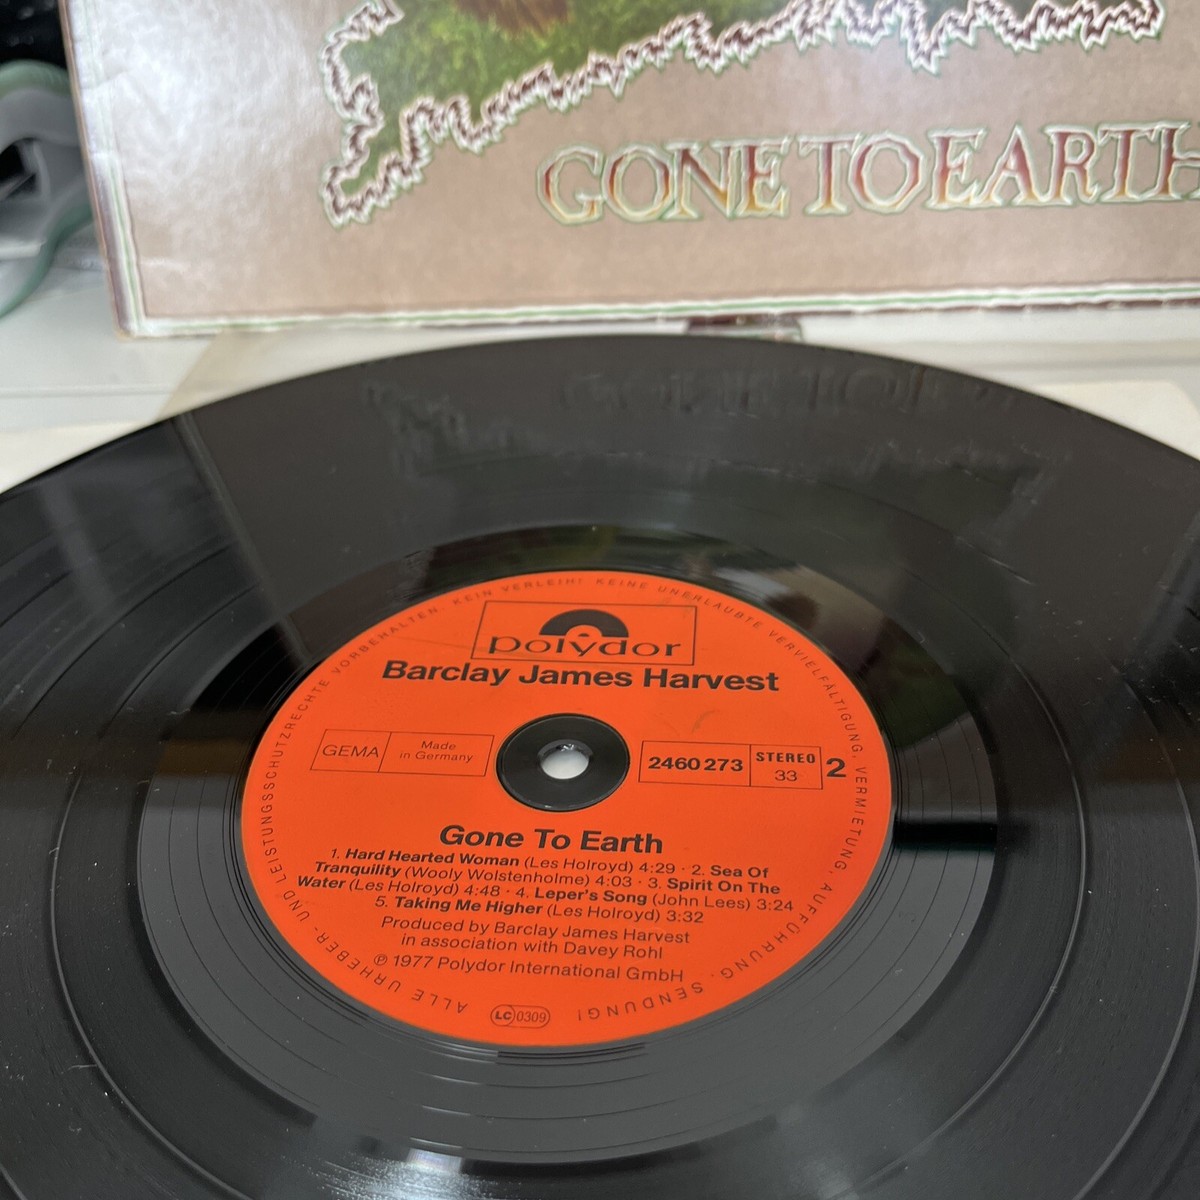 GONE TO EARTH
polydor
Barclay James Harvest
GEMA
Made
in Germany
2460 273
STEREO
33
2
Gone To Earth
1. Hard Hearted Woman (Les Holroyd) 4:29 · 2. Sea Of
Tranquility (Wooly Wolstenholme) 4:03 · 3. Spirit On The
Water (Les Holroyd) 4:48 · 4. Leper's Song (John Lees) 3:24
5. Taking Me Higher (Les Holroyd) 3:32
Produced by Barclay James Harvest
in association with Davey Rohl
℗ 1977 Polydor International GmbH
LC 0309
ALLE URHEBER- UND LEISTUNGSSCHUTZRECHTE VORBEHALTEN. KEIN VERLEIH! KEINE UNERLAUBTE VERVIELFÄLTIGUNG, VERMIETUNG, AUFFÜHRUNG, SENDUNG!